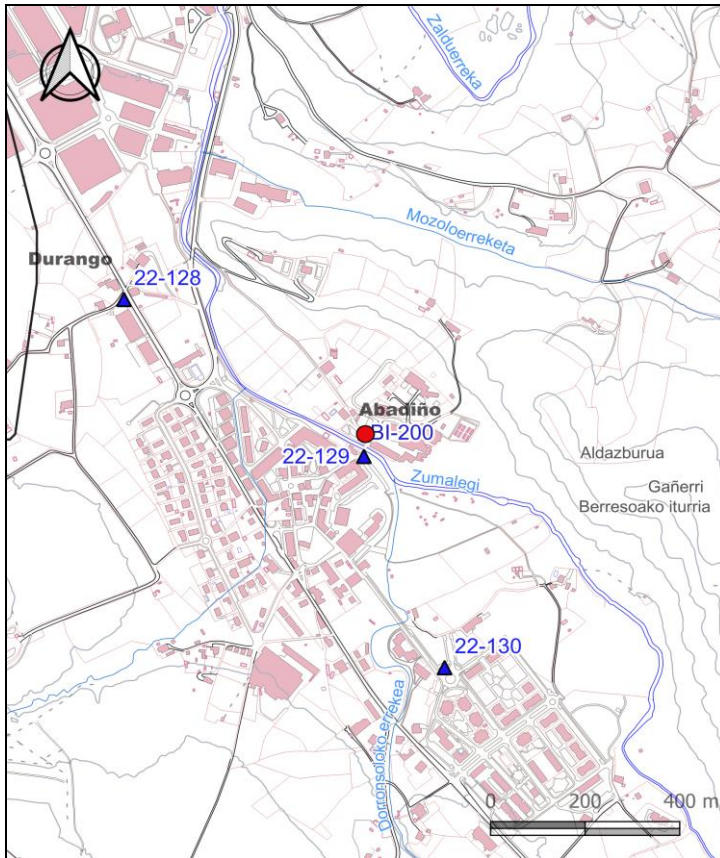 Zalduerreka
Mozoloerreketa
Durango
22-128
Abadiño
BI-200
22-129
Zumalegi
Aldazburua
Gañerri
Berresoako iturria
22-130
Dorronsoloko errekea
0 200 400 m